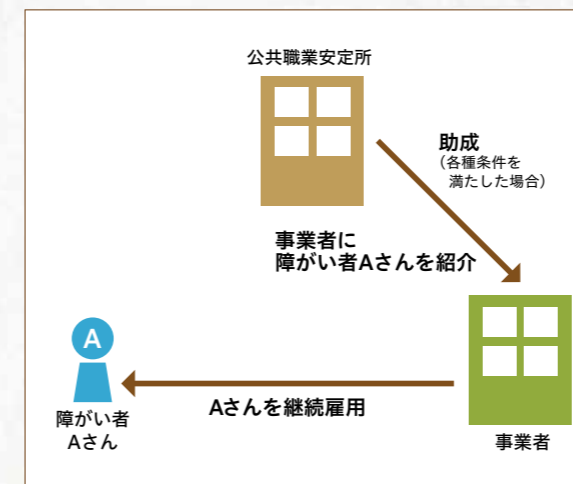 公共職業安定所
助成
(各種条件を
満たした場合)
事業者に
障がい者Aさんを紹介
A
障がい者
Aさん
Aさんを継続雇用
事業者